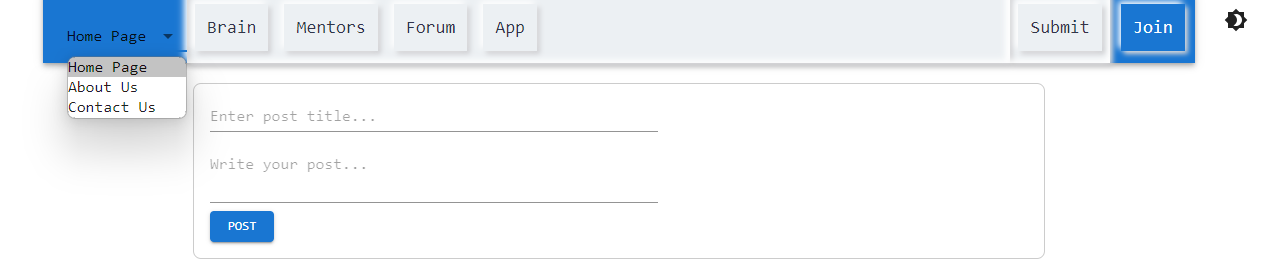 Home Page Brain Mentors Forum App Submit Join
Home Page
About Us
Contact Us
Enter post title...
Write your post...
POST